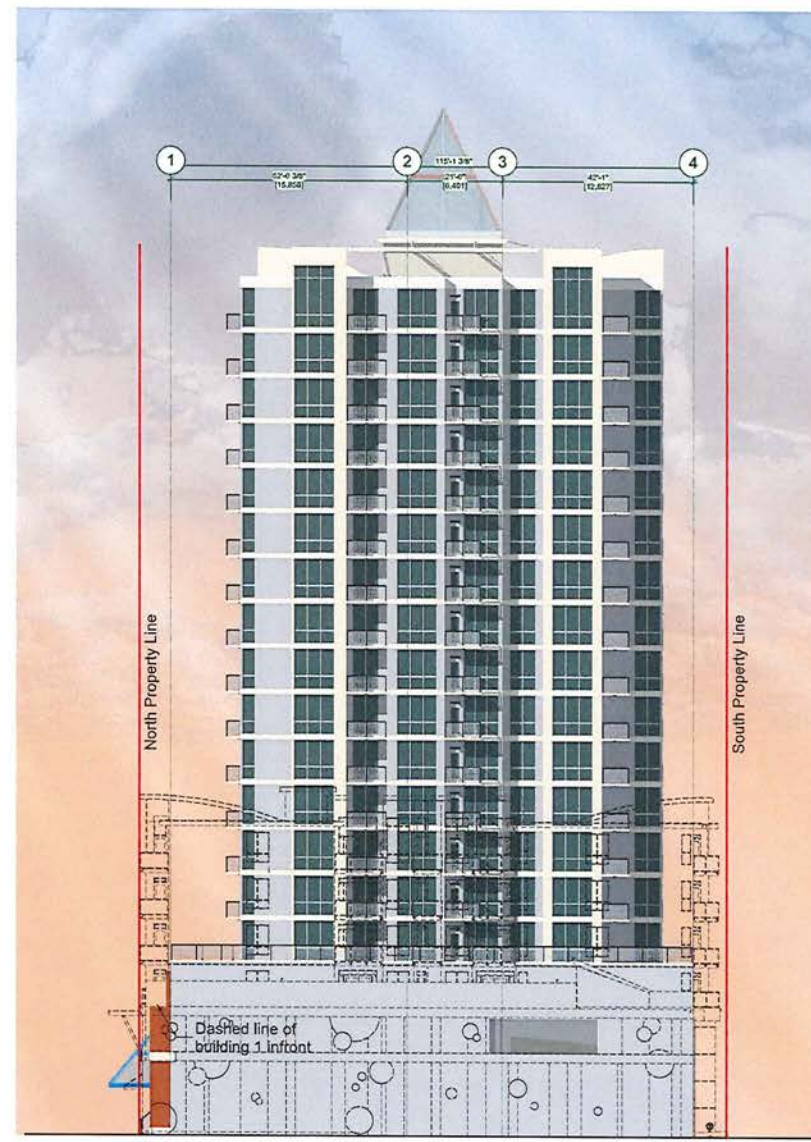 1
2
3
4
115'-1 3/8"
52'-0 3/8"
[15,858]
21'-0"
[6,401]
42'-1"
[12,827]
North Property Line
South Property Line
Dashed line of
building 1 infront